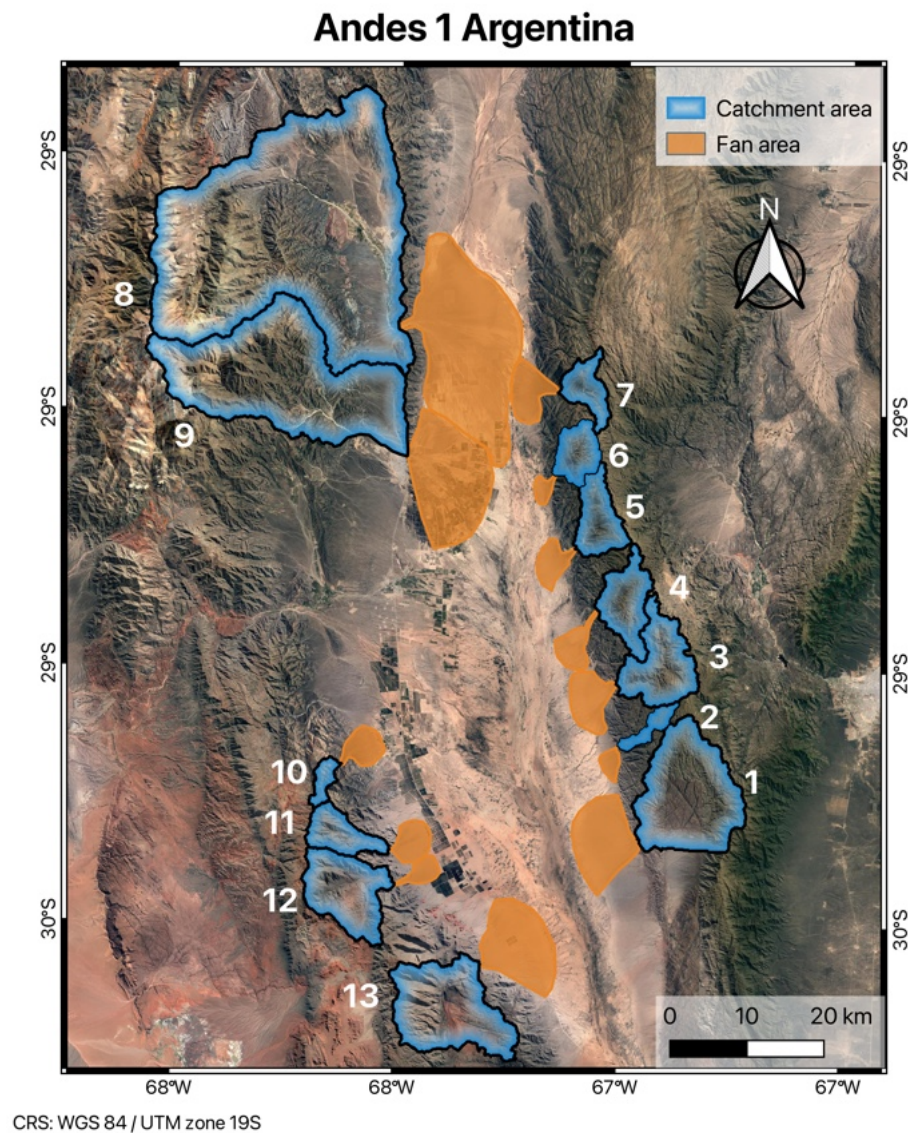 Andes 1 Argentina
Catchment area
Fan area
N
29°S
29°S
29°S
30°S
29°S
29°S
29°S
30°S
8
9
7
6
5
4
3
2
1
10
11
12
13
0 10 20 km
68°W 68°W 67°W 67°W
CRS: WGS 84 / UTM zone 19S